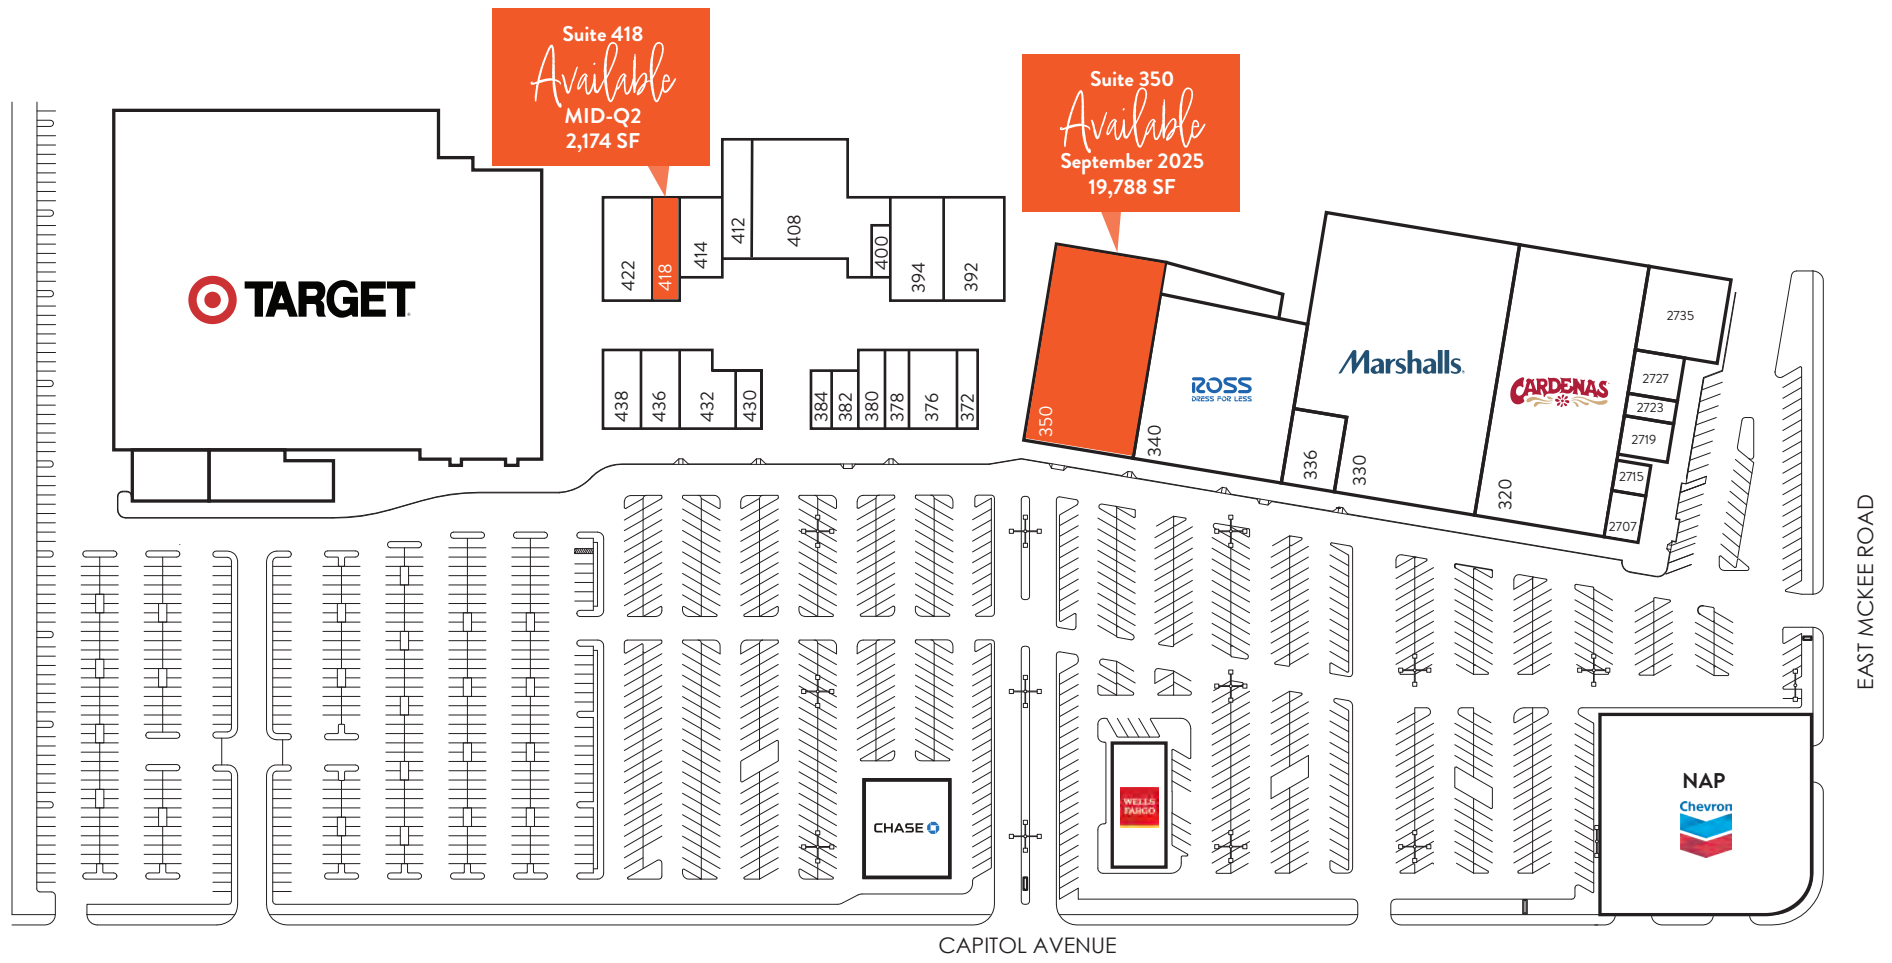 Suite 418
Available
MID-Q2
2,174 SF
Suite 350
Available
September 2025
19,788 SF
TARGET
422
418
414
412
408
400
394
392
438
436
432
430
384
382
380
378
376
372
350
340
ROSS
DRESS FOR LESS
336
330
Marshalls.
320
CARDENAS
2735
2727
2723
2719
2715
2707
CHASE
WELLS
FARGO
NAP
Chevron
EAST MCKEE ROAD
CAPITOL AVENUE